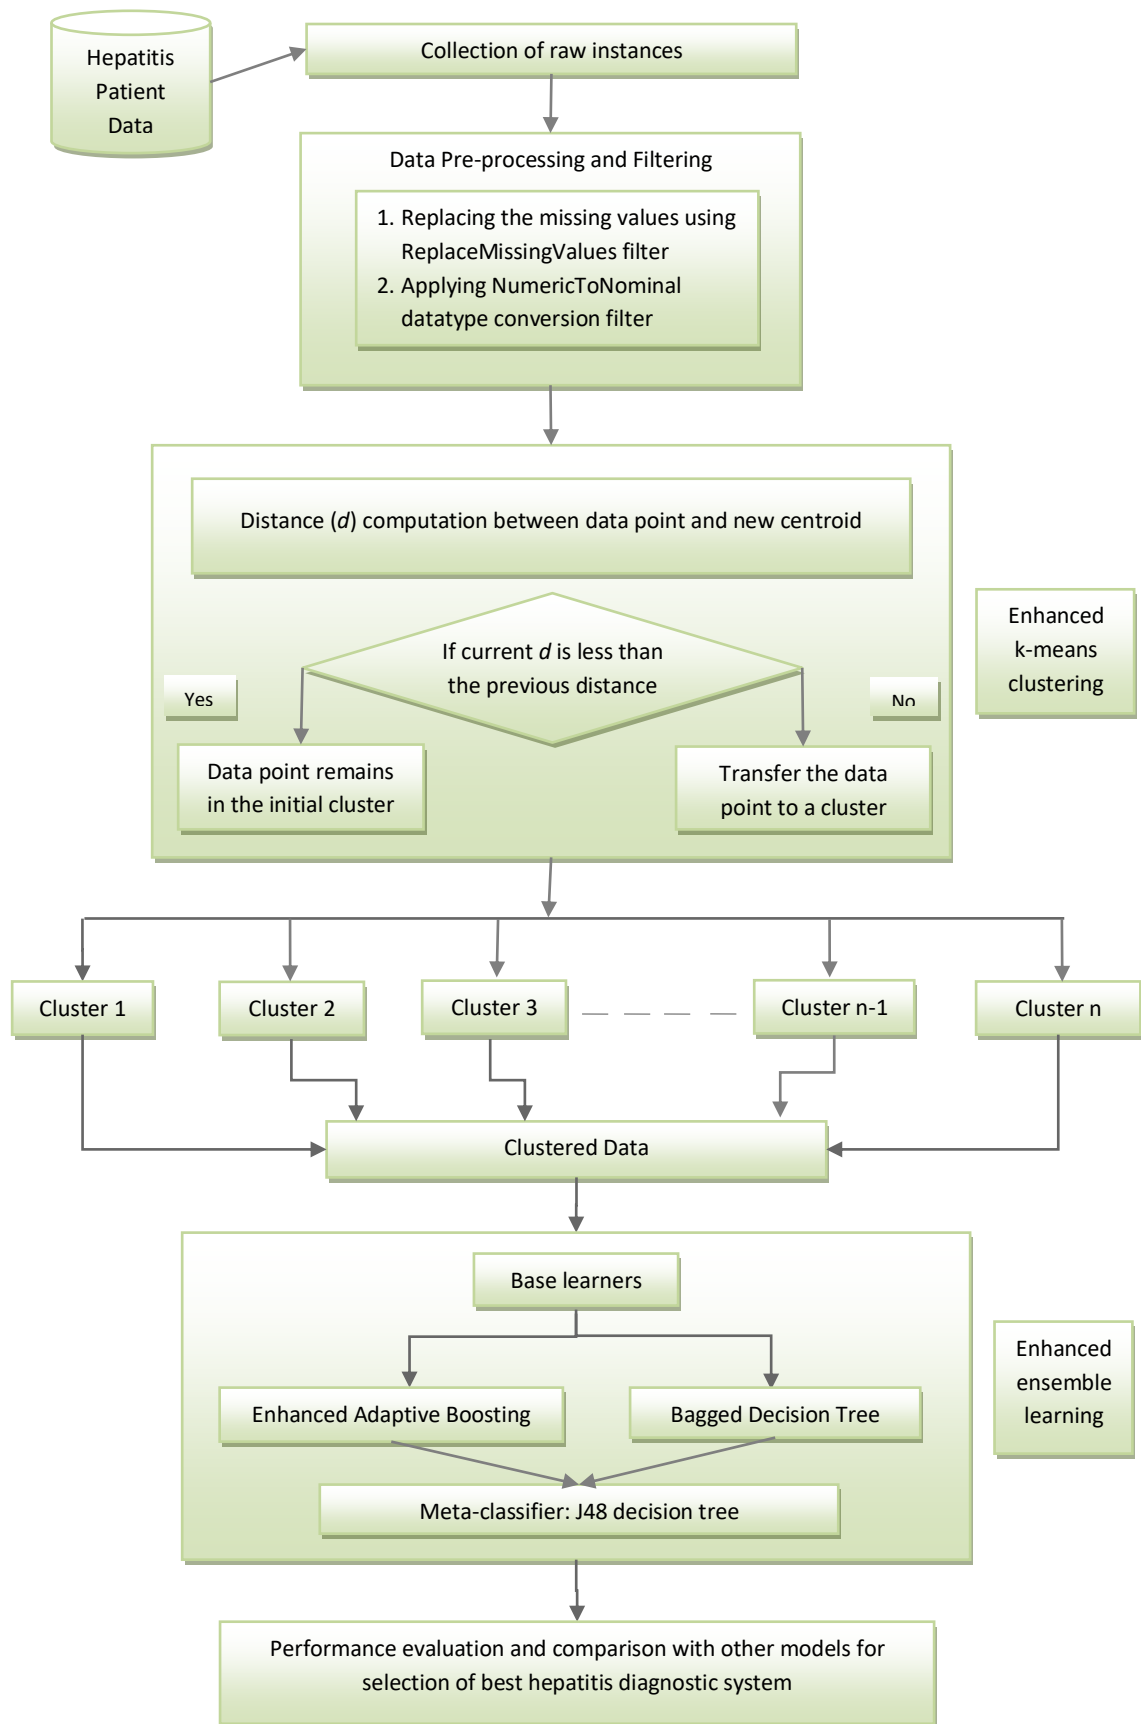 Hepatitis
Patient
Data
Collection of raw instances
Data Pre-processing and Filtering
1. Replacing the missing values using
ReplaceMissingValues filter
2. Applying NumericToNominal
datatype conversion filter
Distance (d) computation between data point and new centroid
If current d is less than
the previous distance
Yes
No
Data point remains
in the initial cluster
Transfer the data
point to a cluster
Enhanced
k-means
clustering
Cluster 1
Cluster 2
Cluster 3
Cluster n-1
Cluster n
Clustered Data
Base learners
Enhanced Adaptive Boosting
Bagged Decision Tree
Meta-classifier: J48 decision tree
Enhanced
ensemble
learning
Performance evaluation and comparison with other models for
selection of best hepatitis diagnostic system